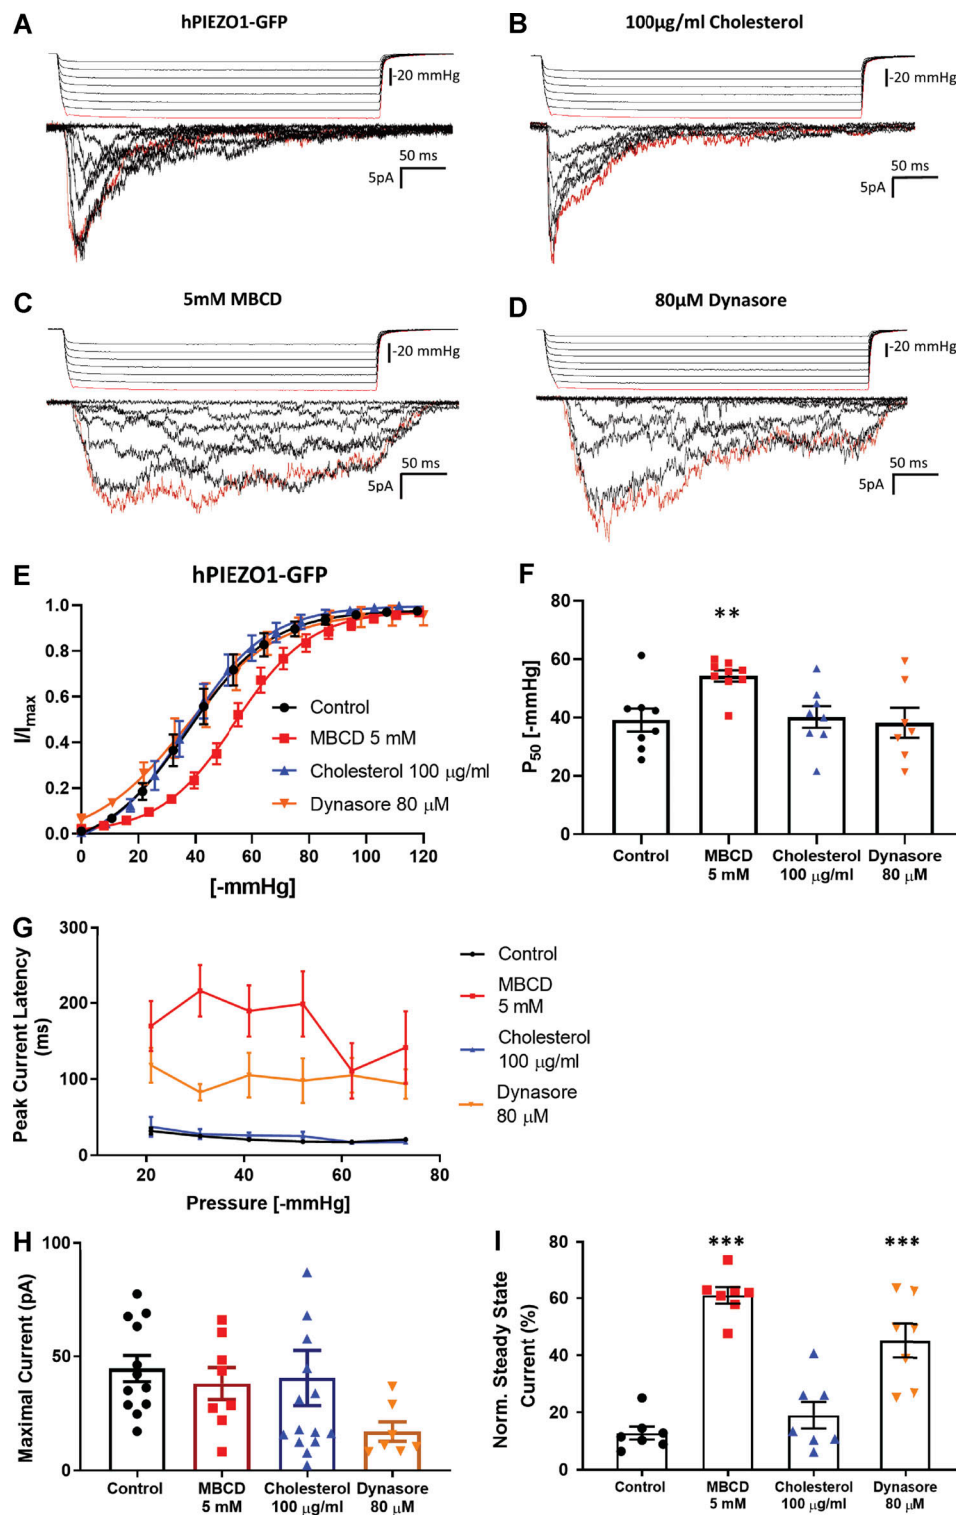 A
hPIEZO1-GFP
-20 mmHg
50 ms
5pA
B
100µg/ml Cholesterol
-20 mmHg
50 ms
5pA
C
5mM MBCD
-20 mmHg
50 ms
5pA
D
80µM Dynasore
-20 mmHg
50 ms
5pA
E
hPIEZO1-GFP
1.0
0.8
0.6
0.4
0.2
0.0
I/Imax
Control
MBCD 5 mM
Cholesterol 100 µg/ml
Dynasore 80 µM
0 20 40 60 80 100 120
[-mmHg]
F
80
60
40
20
0
P50 [-mmHg]
**
Control MBCD Cholesterol Dynasore
5 mM 100 µg/ml 80 µM
G
300
200
100
0
Peak Current Latency
(ms)
20 40 60 80
Pressure [-mmHg]
Control
MBCD
5 mM
Cholesterol
100 µg/ml
Dynasore
80 µM
H
100
50
0
Maximal Current (pA)
Control MBCD Cholesterol Dynasore
5 mM 100 µg/ml 80 µM
I
80
60
40
20
0
Norm. Steady State
Current (%)
*** ***
Control MBCD Cholesterol Dynasore
5 mM 100 µg/ml 80 µM